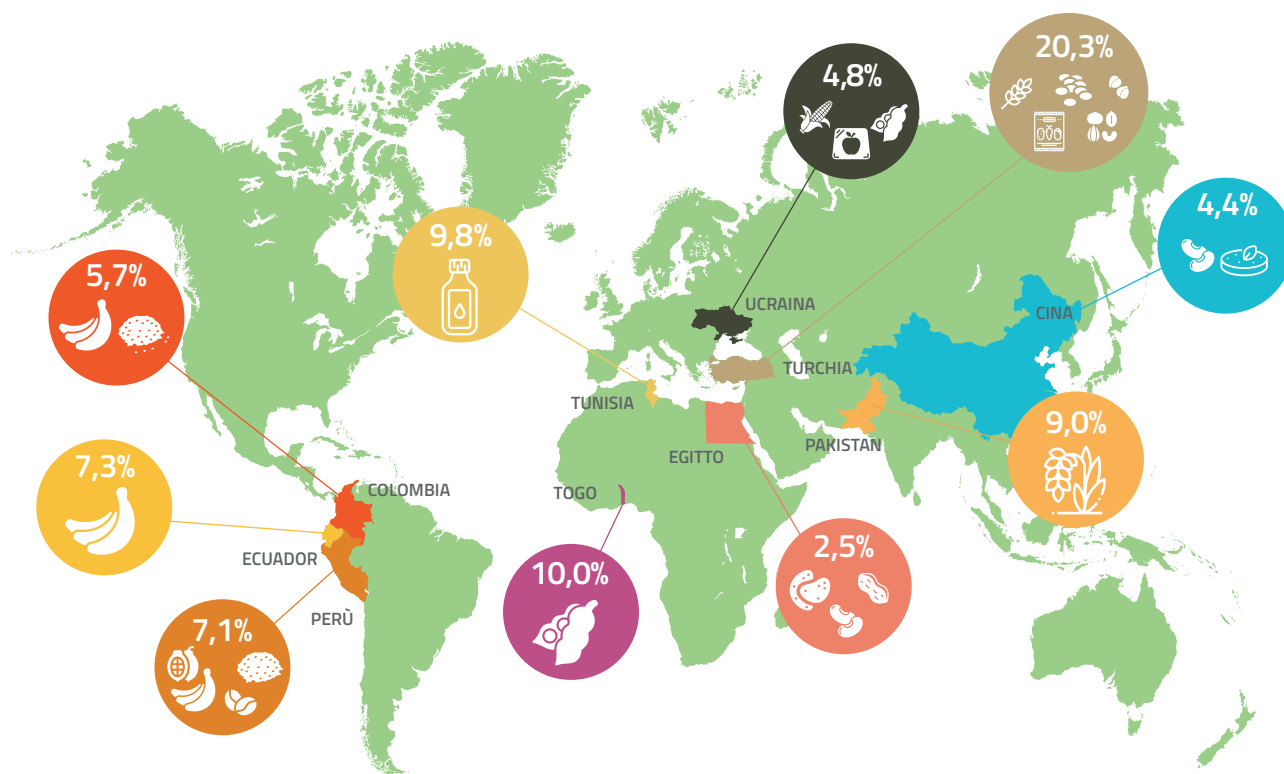 20,3%
4,8%
4,4%
9,8%
5,7%
UCRAINA
CINA
TURCHIA
TUNISIA
9,0%
PAKISTAN
EGITTO
7,3%
COLOMBIA
TOGO
2,5%
ECUADOR
10,0%
PERÙ
7,1%